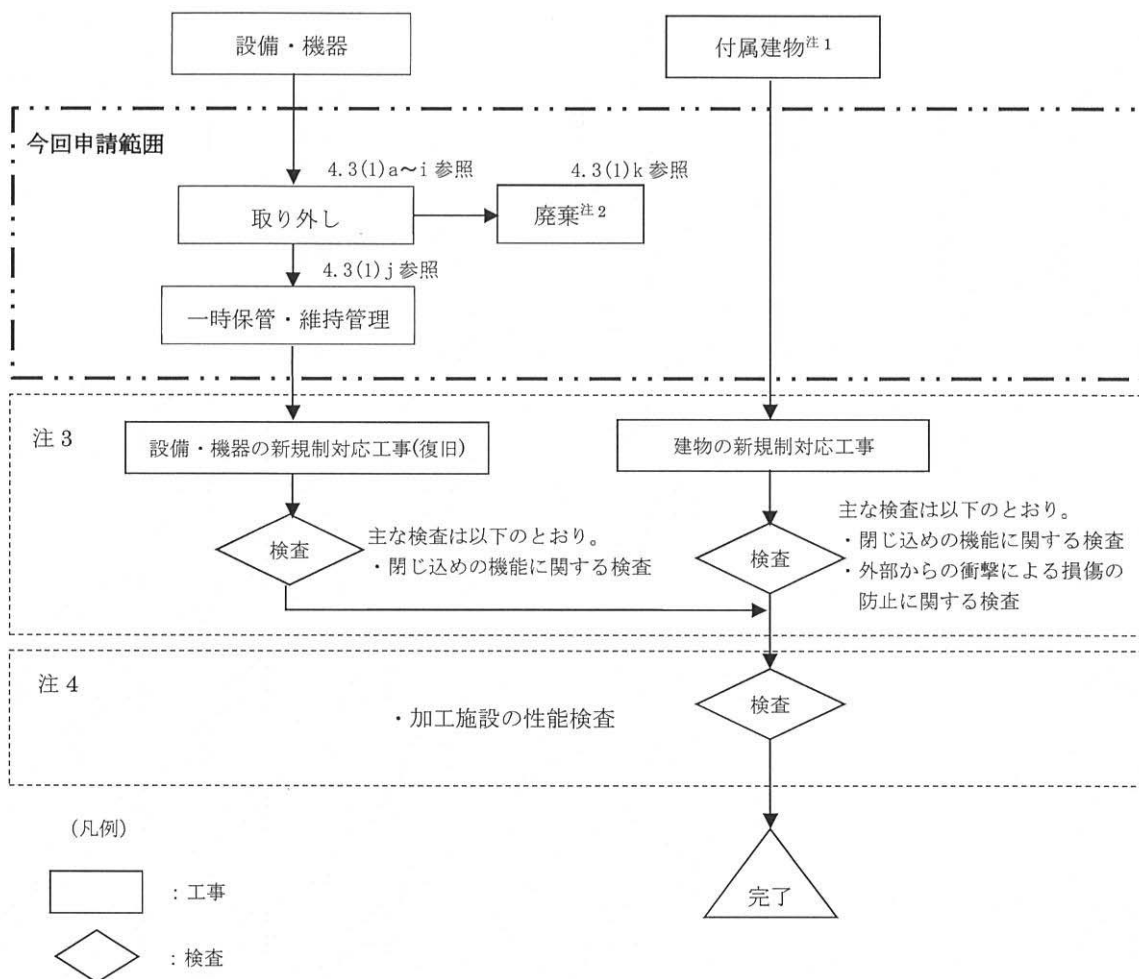 設備・機器
付属建物注1
今回申請範囲
4.3(1)a～i 参照
4.3(1)k 参照
取り外し
廃棄注2
4.3(1)j 参照
一時保管・維持管理
注3
設備・機器の新規制対応工事(復旧)
建物の新規制対応工事
検査
主な検査は以下のとおり。
・閉じ込めの機能に関する検査
検査
主な検査は以下のとおり。
・閉じ込めの機能に関する検査
・外部からの衝撃による損傷の
防止に関する検査
注4
・加工施設の性能検査
検査
(凡例)
：工事
：検査
完了